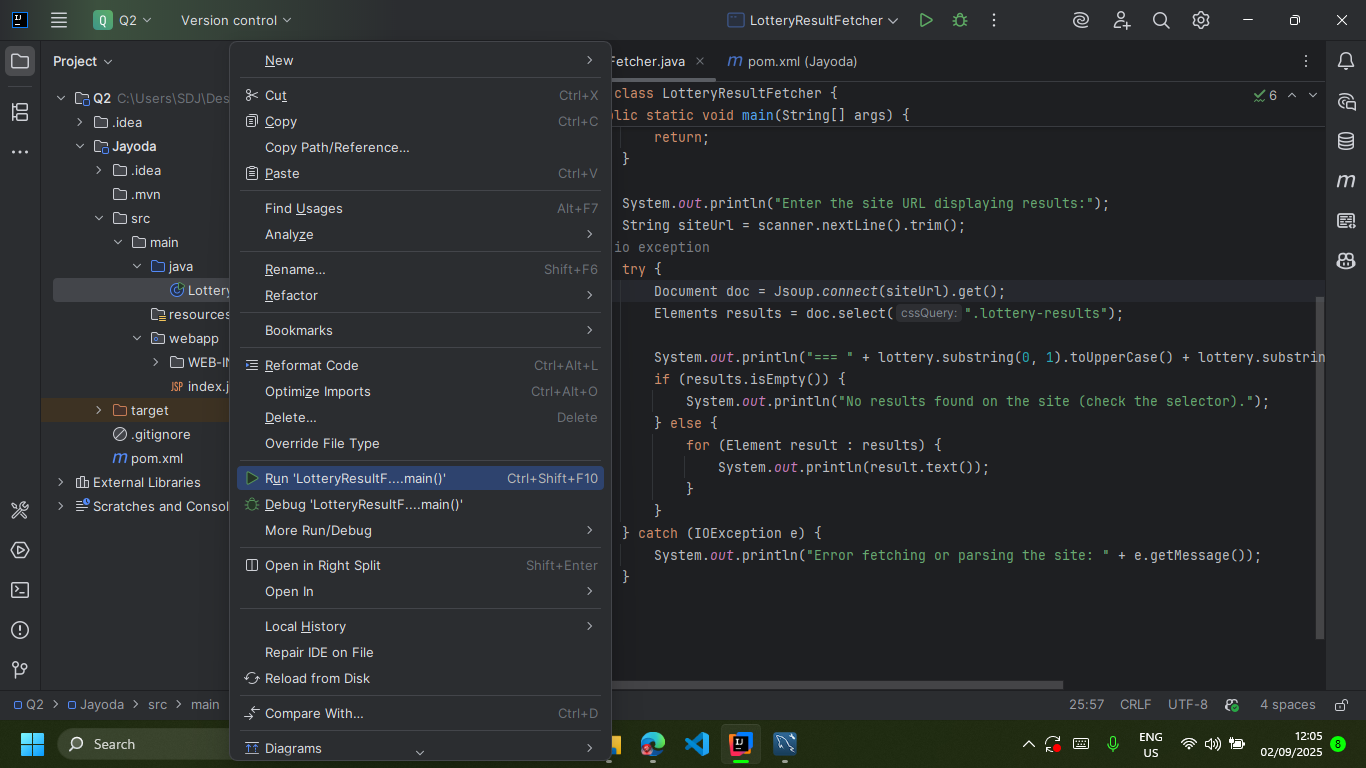 Q Q2 Version control LotteryResultFetcher
Project
Fetcher.java
m pom.xml (Jayoda)
Q2 C:\Users\SDJ\Des
.idea
Jayoda
.idea
.mvn
src
main
java
Lottery
resources
webapp
WEB-IN
JSP index.j
target
.gitignore
m pom.xml
External Libraries
Scratches and Consol
New
Cut Ctrl+X
Copy Ctrl+C
Copy Path/Reference...
Paste Ctrl+V
Find Usages Alt+F7
Analyze
Rename... Shift+F6
Refactor
Bookmarks
Reformat Code Ctrl+Alt+L
Optimize Imports Ctrl+Alt+O
Delete... Delete
Override File Type
Run 'LotteryResultF....main()' Ctrl+Shift+F10
Debug 'LotteryResultF....main()'
More Run/Debug
Open in Right Split Shift+Enter
Open In
Local History
Repair IDE on File
Reload from Disk
Compare With... Ctrl+D
Diagrams
class LotteryResultFetcher {
6
lic static void main(String[] args) {
return;
}
System.out.println("Enter the site URL displaying results:");
String siteUrl = scanner.nextLine().trim();
io exception
try {
Document doc = Jsoup.connect(siteUrl).get();
Elements results = doc.select( cssQuery: ".lottery-results");
System.out.println("=== " + lottery.substring(0, 1).toUpperCase() + lottery.substrin
if (results.isEmpty()) {
System.out.println("No results found on the site (check the selector).");
} else {
for (Element result : results) {
System.out.println(result.text());
}
}
} catch (IOException e) {
System.out.println("Error fetching or parsing the site: " + e.getMessage());
}
m
Q2 Jayoda src main
25:57 CRLF UTF-8 4 spaces
Search
ENG
US
12:05
02/09/2025
8